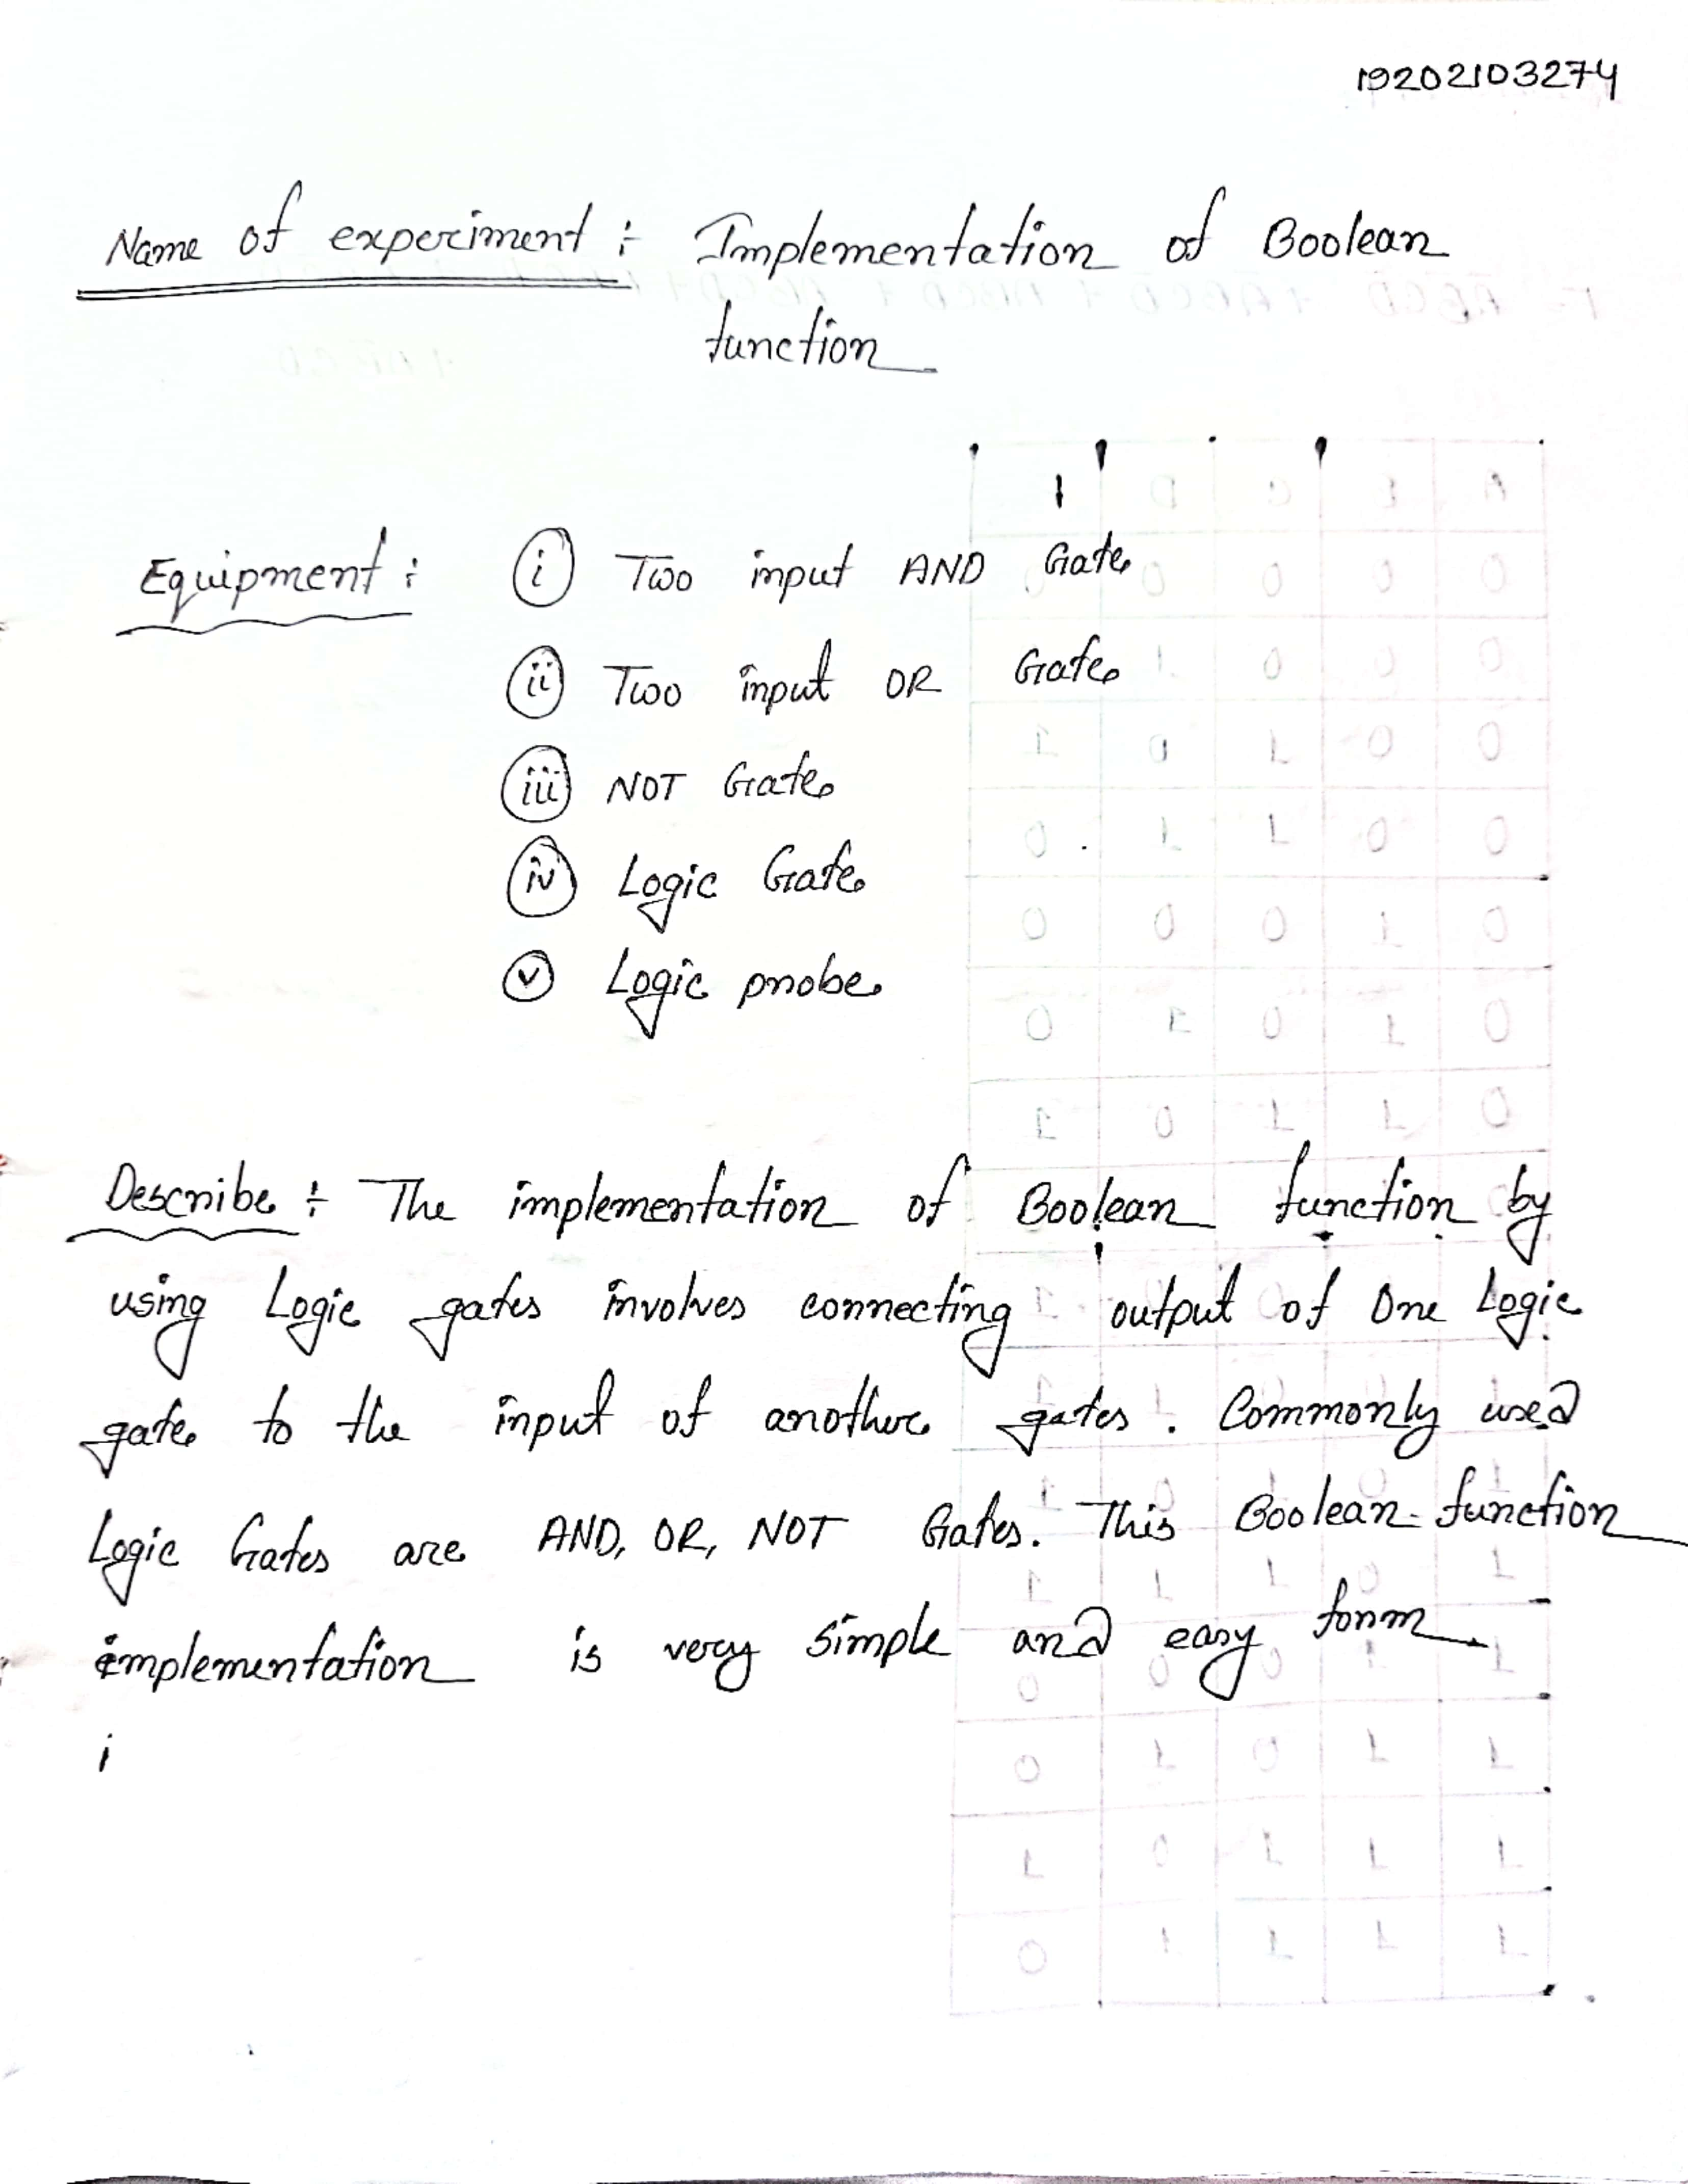 19202103274
Name of experiment : Implementation of Boolean
function
Equipment : (i) Two input AND Gate
(ii) Two input OR Gate
(iii) NOT Gate
(iv) Logic Gate
(v) Logic probe
Describe : The implementation of Boolean function by
using Logic gates involves connecting output of One Logic
gate to the input of another gates. Commonly used
Logic Gates are AND, OR, NOT Gates. This Boolean function
implementation is very simple and easy form
i